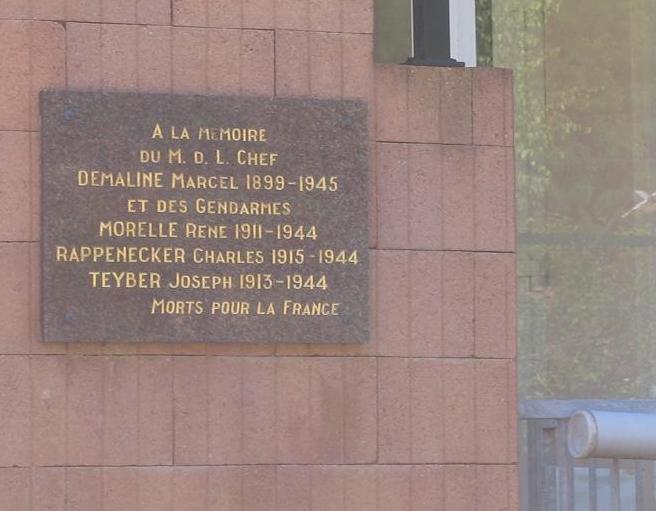 A LA MEMOIRE
DU M. D. L. CHEF
DEMALINE MARCEL 1899-1945
ET DES GENDARMES
MORELLE RENE 1911-1944
RAPPENECKER CHARLES 1915-1944
TEYBER JOSEPH 1913-1944
MORTS POUR LA FRANCE